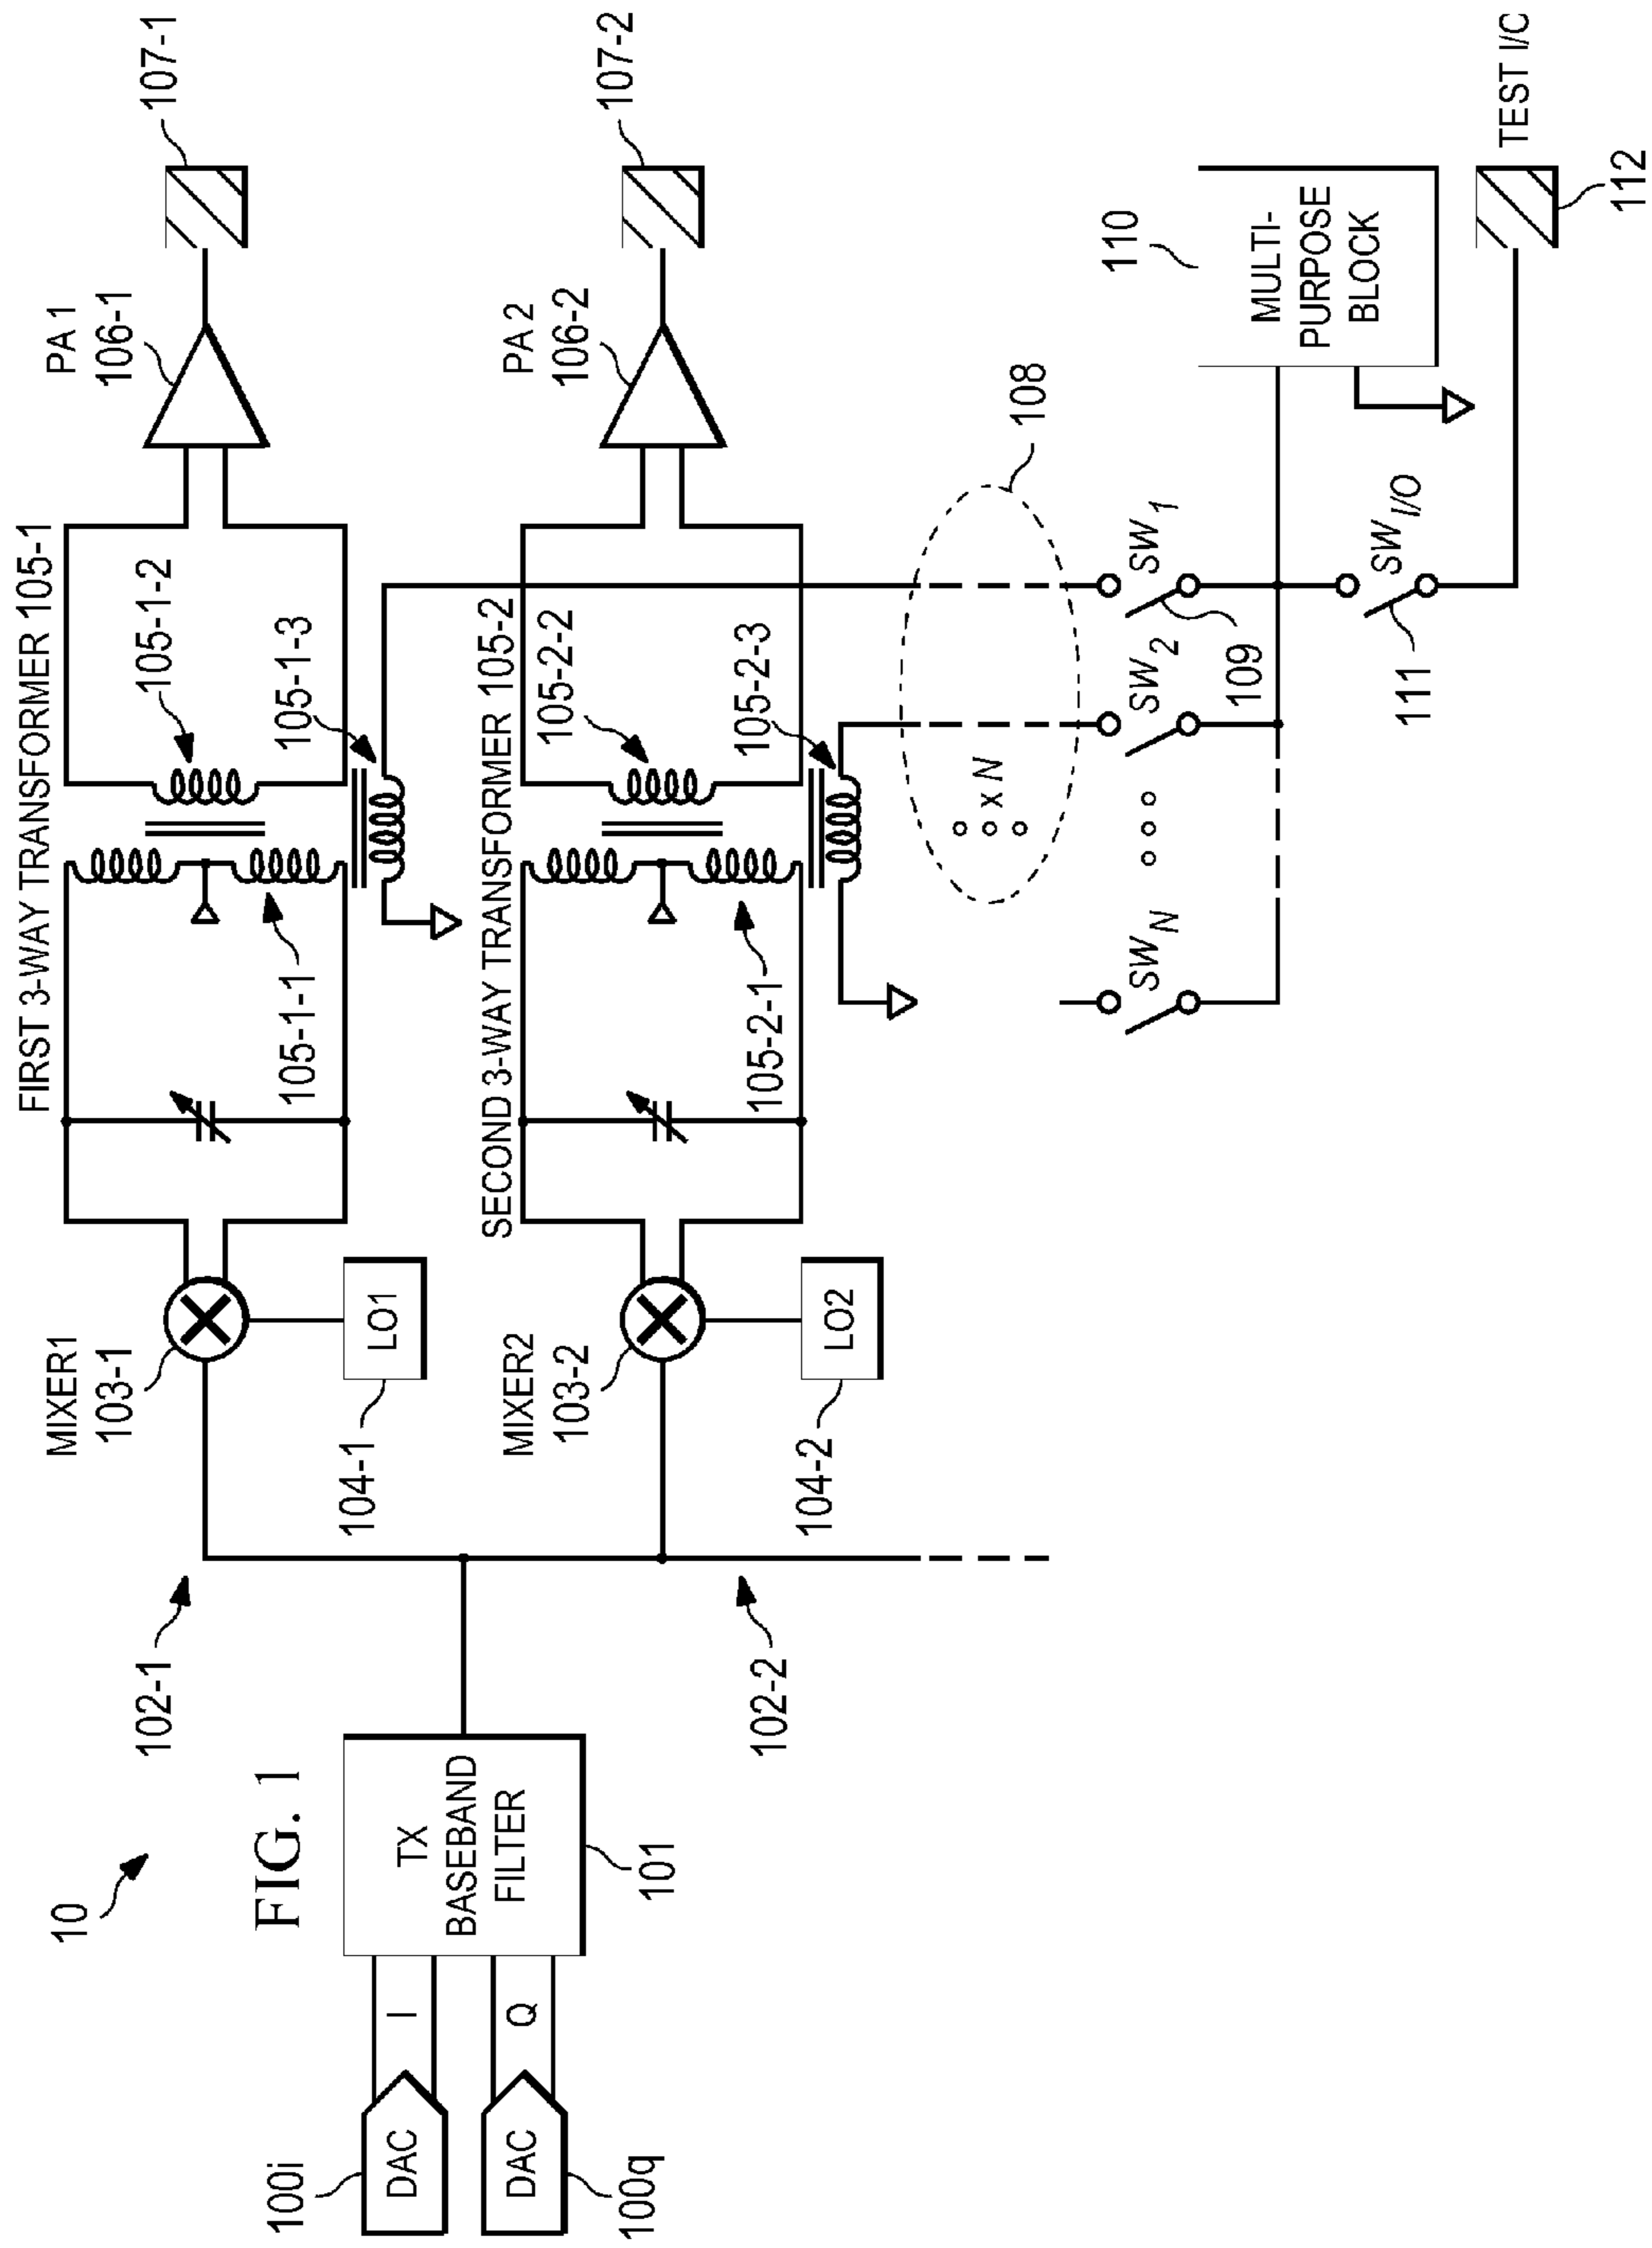 10
FIG. 1
100i
DAC
I
100q
DAC
Q
TX
BASEBAND
FILTER
101
102-1
102-2
MIXER1
103-1
LO1
104-1
MIXER2
103-2
LO2
104-2
FIRST 3-WAY TRANSFORMER 105-1
105-1-1
105-1-2
105-1-3
SECOND 3-WAY TRANSFORMER 105-2
105-2-1
105-2-2
105-2-3
PA 1
106-1
107-1
PA 2
106-2
107-2
x N
108
SW1
SW2
SWN
109
MULTI-
PURPOSE
BLOCK
110
SWI/O
111
TEST I/C
112